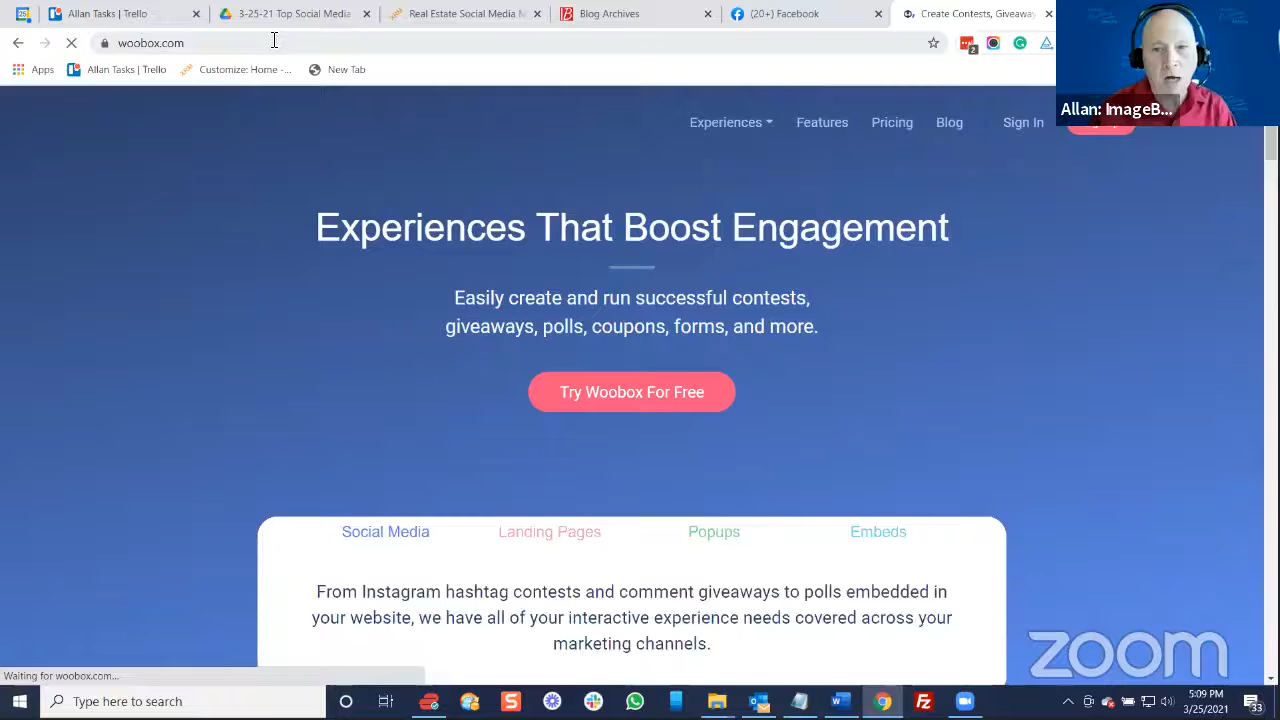 Allan Tasks | Trello
3-25-21 Top Social Media
Real Estate Social Media
Blog Archives
(20+) Facebook
Create Contests, Giveaw
woobox.com
2
Apps
Allan Tasks | Trello
Customize: Home -...
New Tab
Allan: ImageB...
Experiences
Features
Pricing
Blog
Sign In
Experiences That Boost Engagement
Easily create and run successful contests,
giveaways, polls, coupons, forms, and more.
Try Woobox For Free
Social Media
Landing Pages
Popups
Embeds
From Instagram hashtag contests and comment giveaways to polls embedded in
your website, we have all of your interactive experience needs covered across your
marketing channels.
zoom
Waiting for woobox.com...
Type here to search
5:09 PM
3/25/2021
33